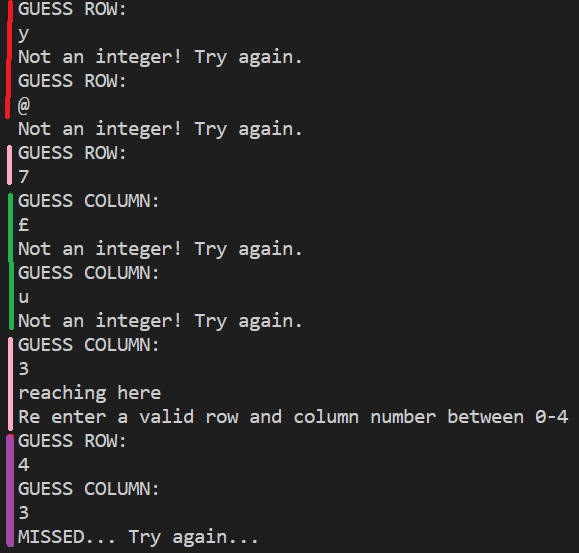 GUESS ROW:
y
Not an integer! Try again.
GUESS ROW:
@
Not an integer! Try again.
GUESS ROW:
7
GUESS COLUMN:
£
Not an integer! Try again.
GUESS COLUMN:
u
Not an integer! Try again.
GUESS COLUMN:
3
reaching here
Re enter a valid row and column number between 0-4
GUESS ROW:
4
GUESS COLUMN:
3
MISSED... Try again...